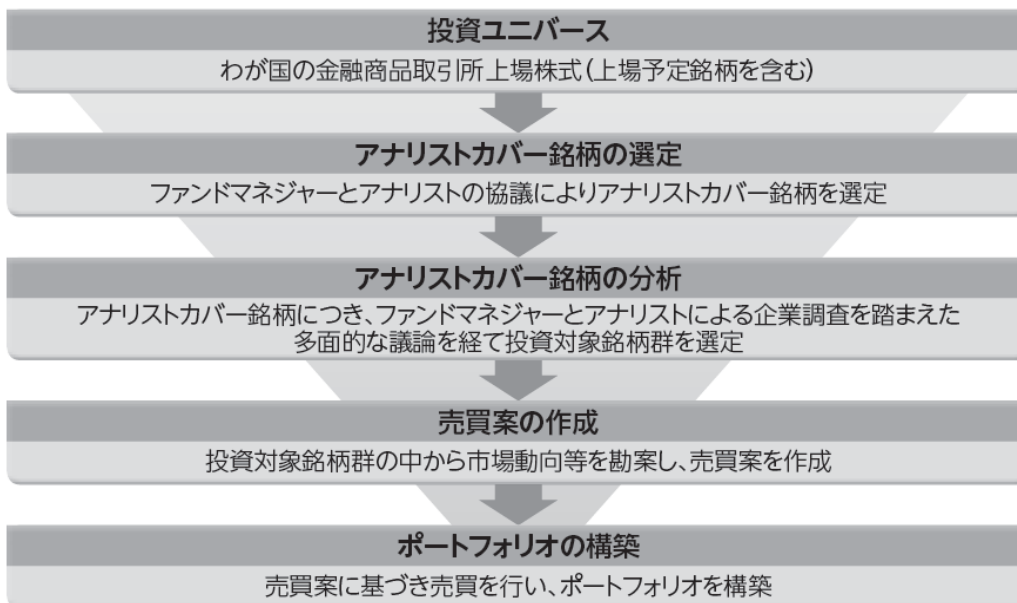 投資ユニバース
わが国の金融商品取引所上場株式(上場予定銘柄を含む)
アナリストカバー銘柄の選定
ファンドマネジャーとアナリストの協議によりアナリストカバー銘柄を選定
アナリストカバー銘柄の分析
アナリストカバー銘柄につき、ファンドマネジャーとアナリストによる企業調査を踏まえた
多面的な議論を経て投資対象銘柄群を選定
売買案の作成
投資対象銘柄群の中から市場動向等を勘案し、売買案を作成
ポートフォリオの構築
売買案に基づき売買を行い、ポートフォリオを構築